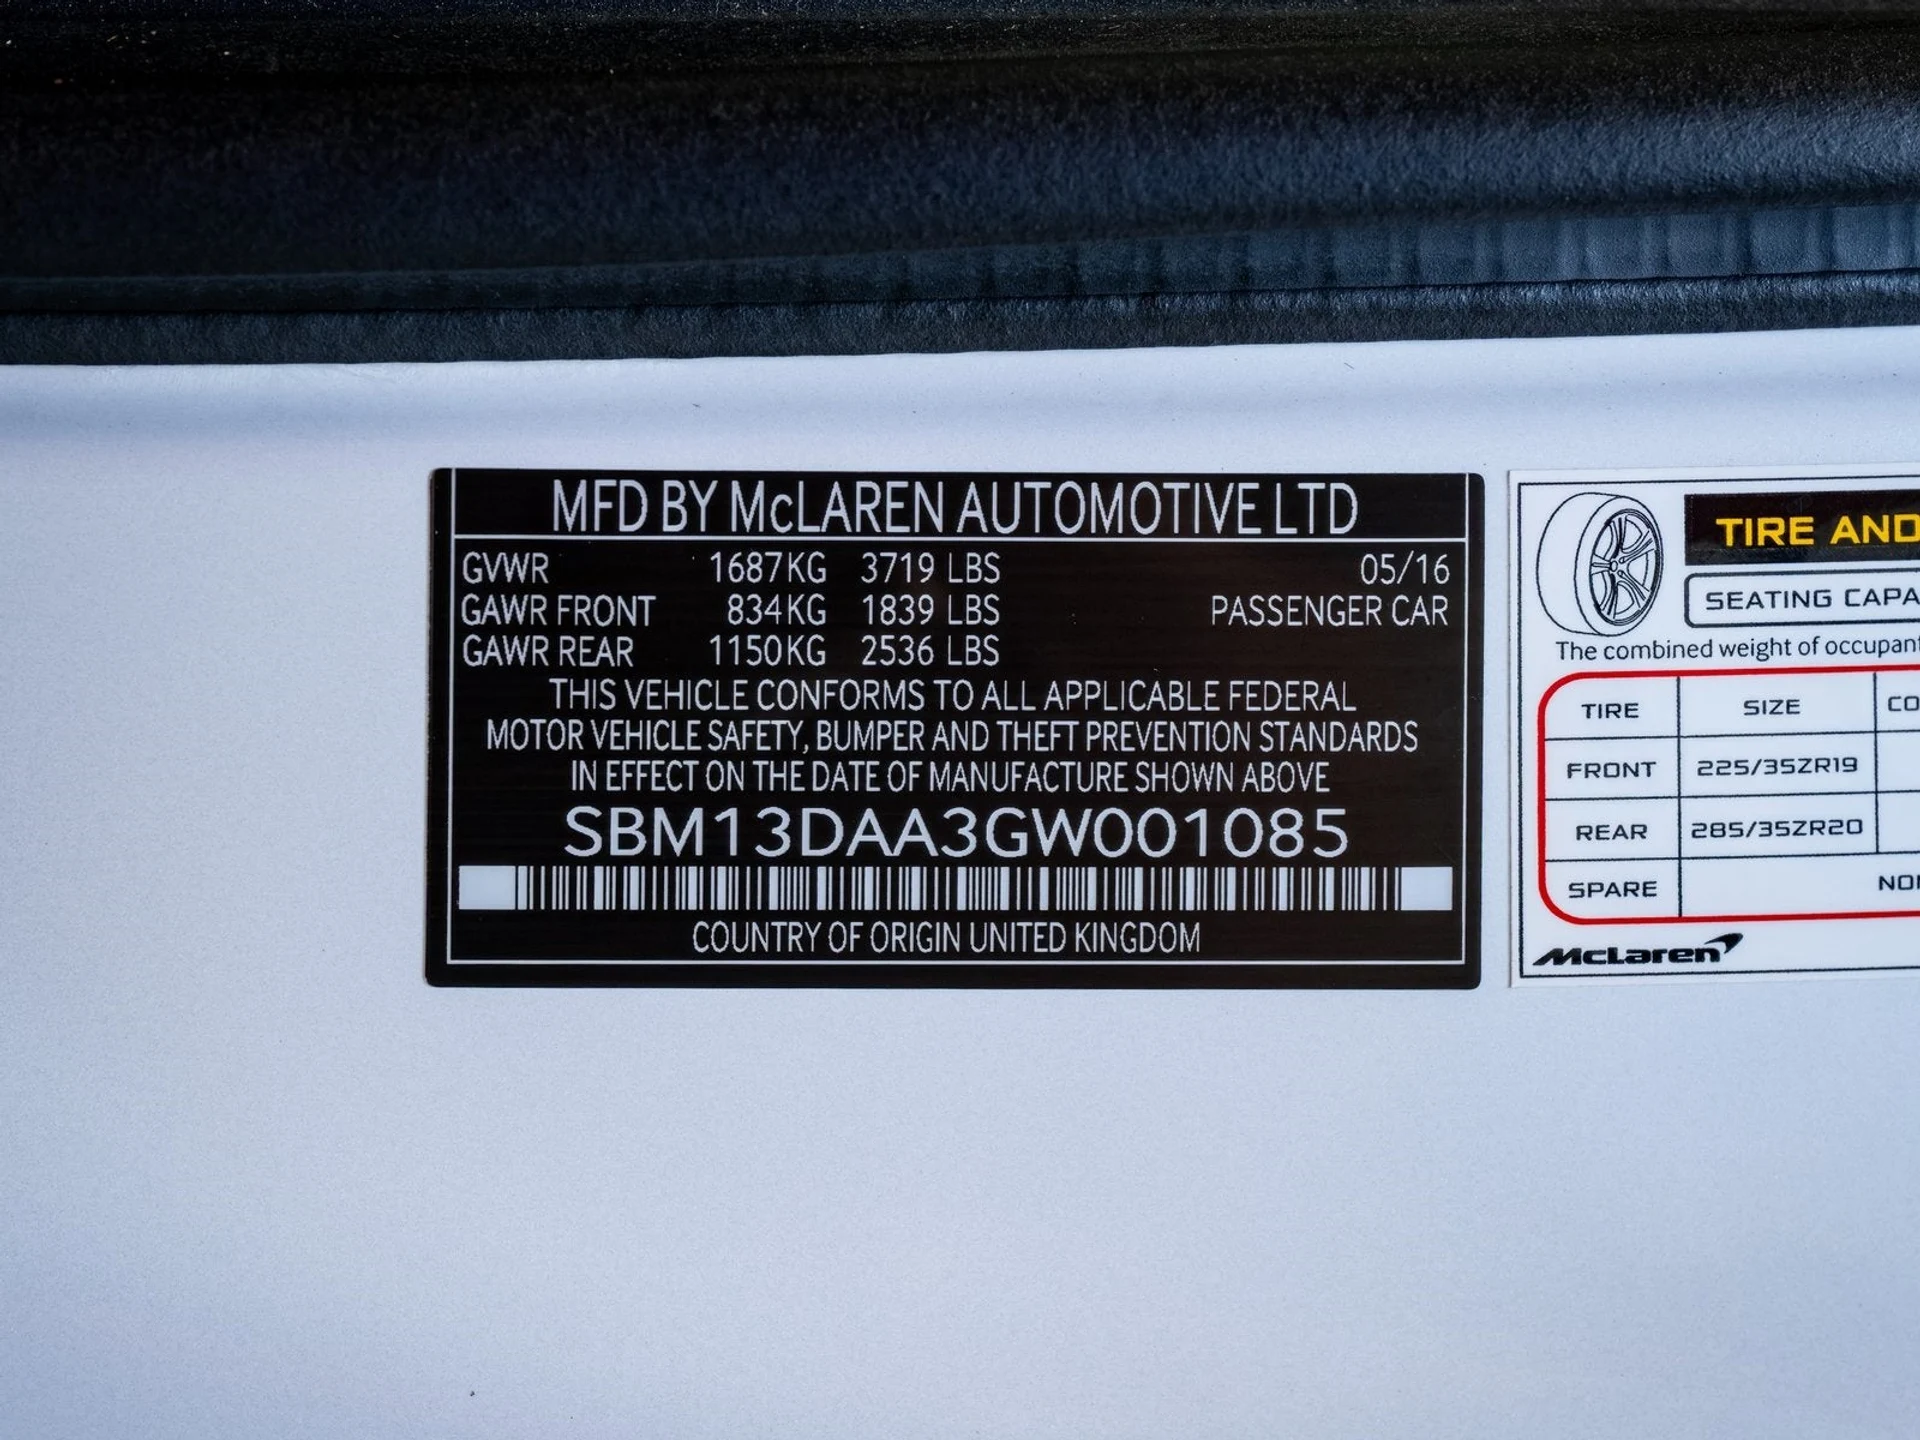 MFD BY McLAREN AUTOMOTIVE LTD
GVWR 1687KG 3719 LBS 05/16
GAWR FRONT 834KG 1839 LBS PASSENGER CAR
GAWR REAR 1150KG 2536 LBS
THIS VEHICLE CONFORMS TO ALL APPLICABLE FEDERAL
MOTOR VEHICLE SAFETY, BUMPER AND THEFT PREVENTION STANDARDS
IN EFFECT ON THE DATE OF MANUFACTURE SHOWN ABOVE
SBM13DAA3GW001085
COUNTRY OF ORIGIN UNITED KINGDOM
TIRE AND
SEATING CAPA
The combined weight of occupant
TIRE SIZE CO
FRONT 225/35ZR19
REAR 285/35ZR20
SPARE NO
McLaren